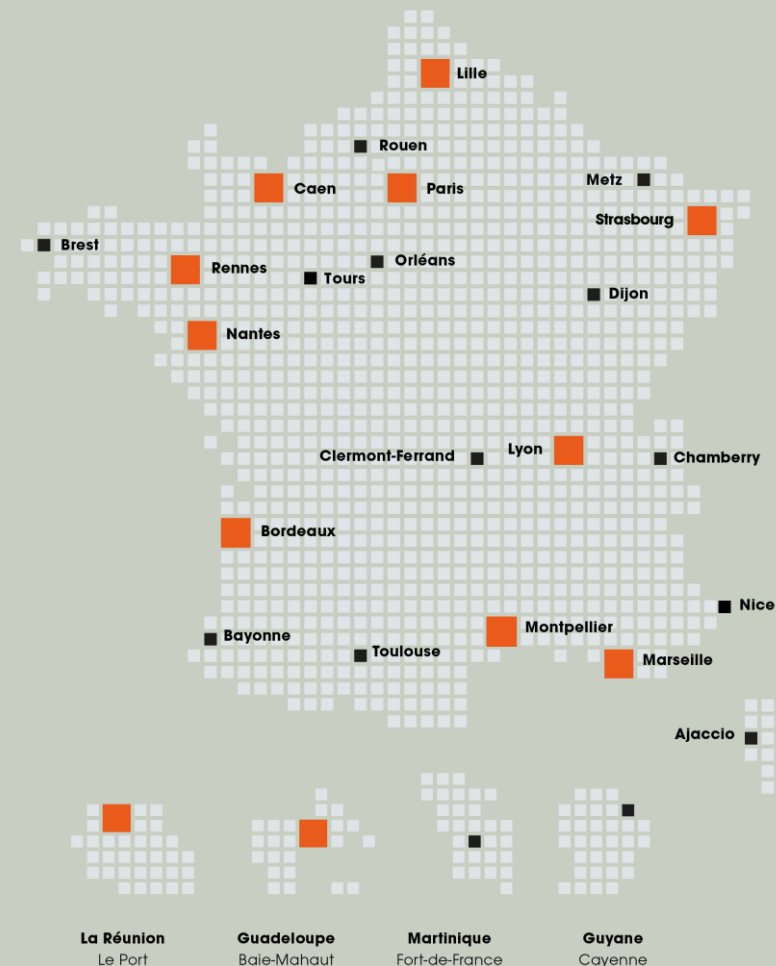 Lille
Rouen
Metz
Caen
Paris
Strasbourg
Brest
Rennes
Orléans
Tours
Dijon
Nantes
Clermont-Ferrand
Lyon
Chamberry
Bordeaux
Nice
Bayonne
Montpellier
Toulouse
Marseille
Ajaccio
La Réunion
Le Port
Guadeloupe
Baie-Mahaut
Martinique
Fort-de-France
Guyane
Cayenne